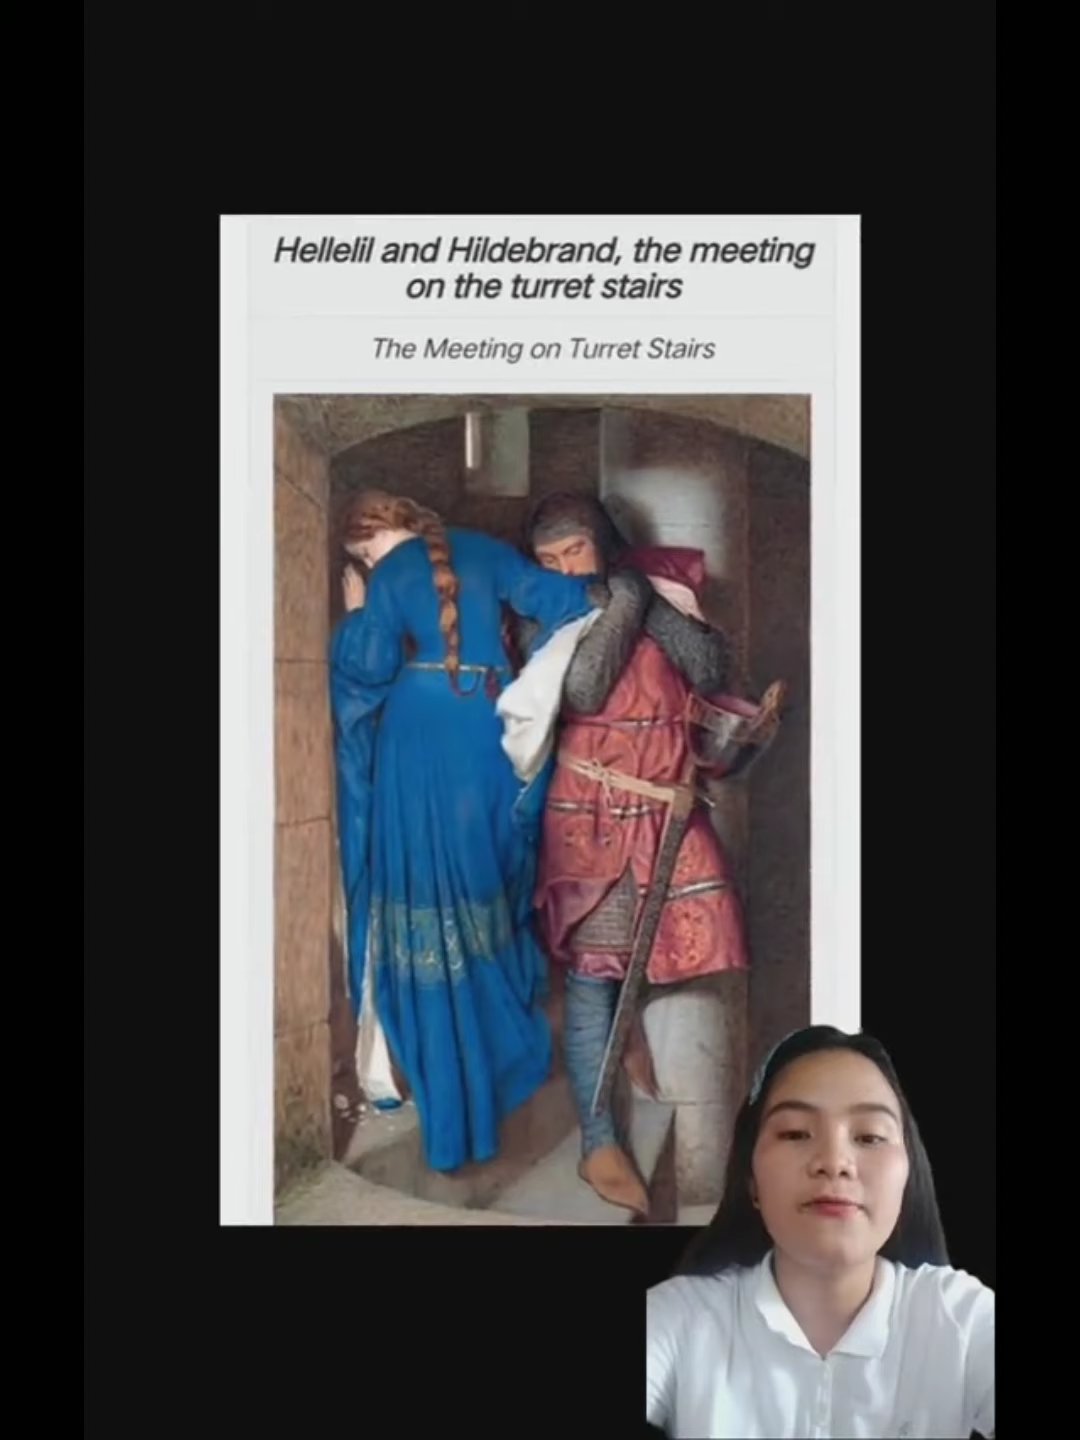 Hellelil and Hildebrand, the meeting
on the turret stairs
The Meeting on Turret Stairs